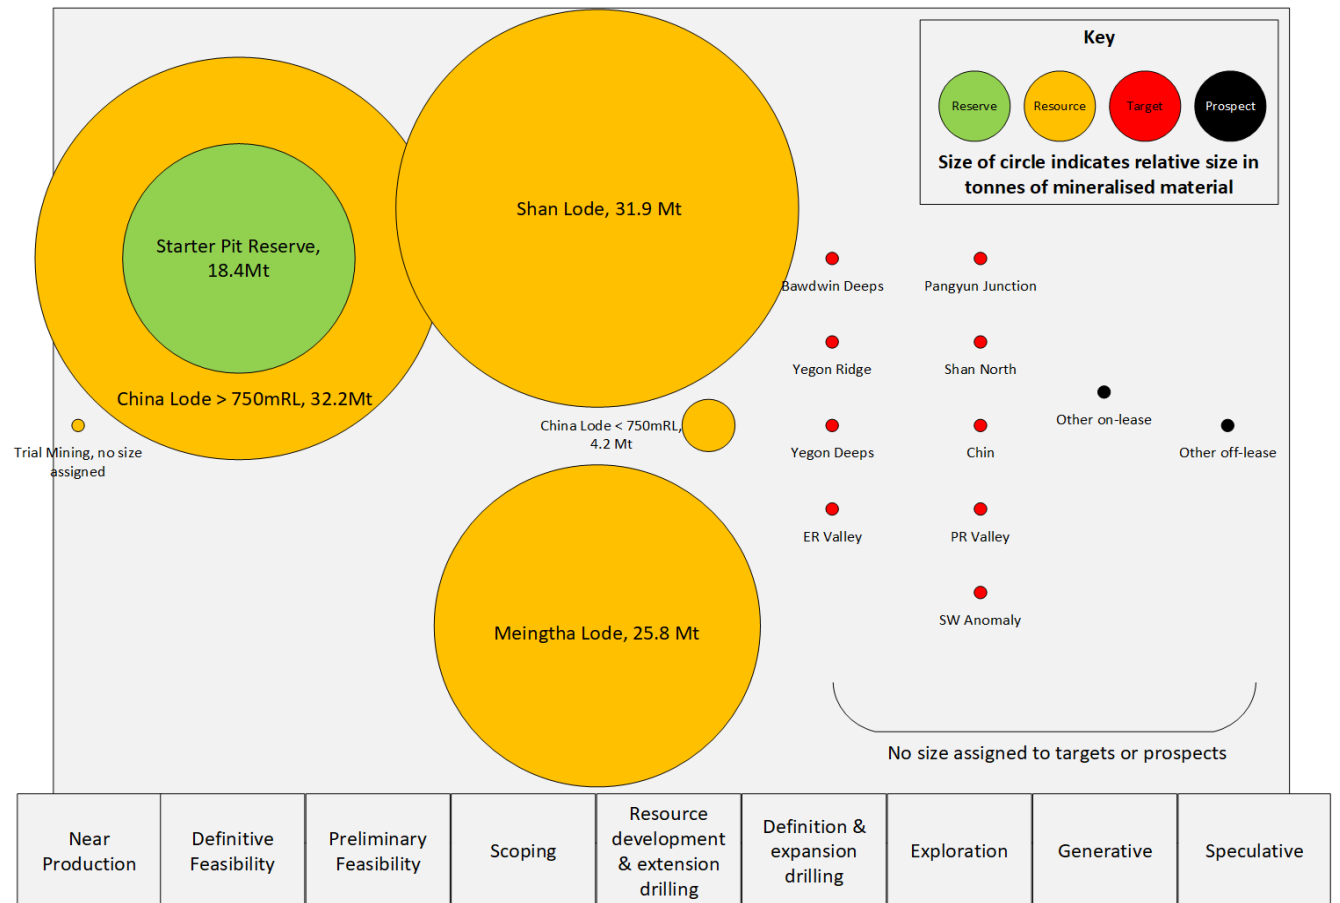 Key
Reserve
Resource
Target
Prospect
Size of circle indicates relative size in
tonnes of mineralised material
Shan Lode, 31.9 Mt
Starter Pit Reserve,
18.4Mt
China Lode > 750mRL, 32.2Mt
Trial Mining, no size
assigned
China Lode < 750mRL,
4.2 Mt
Meingtha Lode, 25.8 Mt
Bawdwin Deeps
Pangyun Junction
Yegon Ridge
Shan North
Other on-lease
Yegon Deeps
Chin
Other off-lease
ER Valley
PR Valley
SW Anomaly
No size assigned to targets or prospects
Near
Production
Definitive
Feasibility
Preliminary
Feasibility
Scoping
Resource
development
& extension
drilling
Definition &
expansion
drilling
Exploration
Generative
Speculative